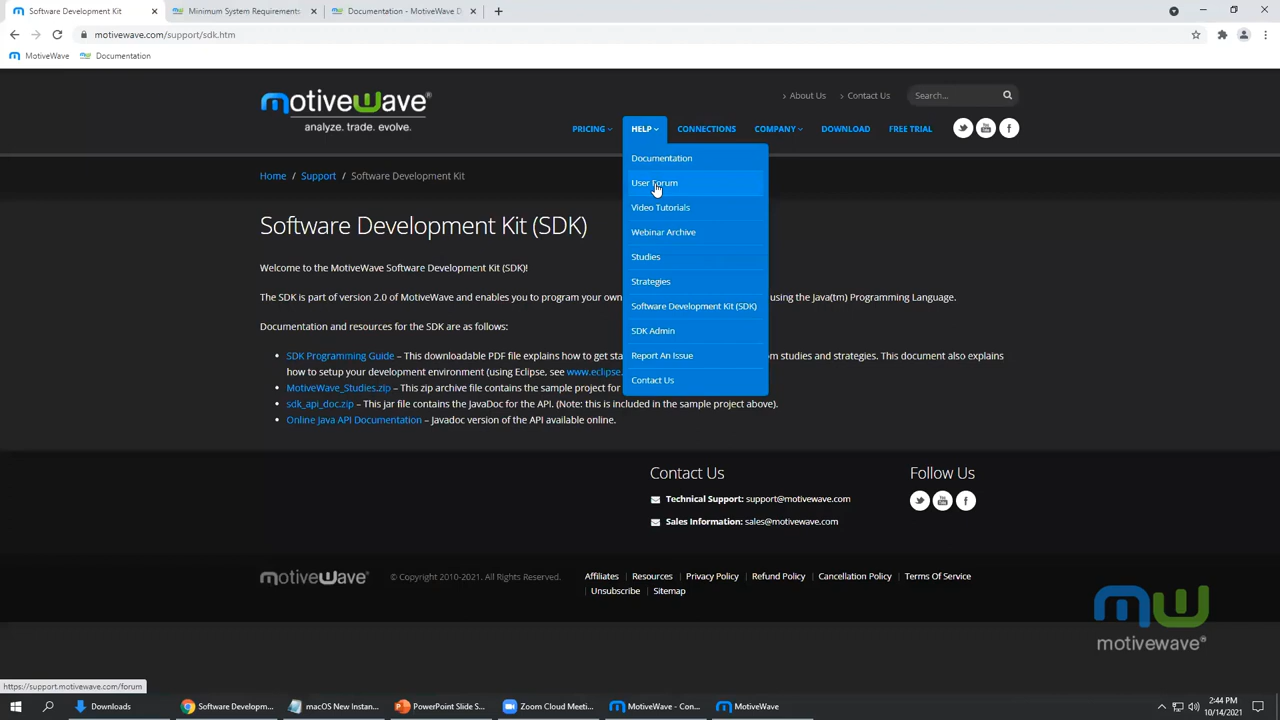 Software Development Kit
Minimum System Requirements
Documentation - MotiveWave D
motivewave.com/support/sdk.htm
MotiveWave
Documentation
motivewave®
analyze. trade. evolve.
About Us
Contact Us
Search...
PRICING
HELP
CONNECTIONS
COMPANY
DOWNLOAD
FREE TRIAL
Documentation
User Forum
Video Tutorials
Webinar Archive
Studies
Strategies
Software Development Kit (SDK)
SDK Admin
Report An Issue
Contact Us
Home / Support / Software Development Kit
Software Development Kit (SDK)
Welcome to the MotiveWave Software Development Kit (SDK)!
The SDK is part of version 2.0 of MotiveWave and enables you to program your own using the Java(tm) Programming Language.
Documentation and resources for the SDK are as follows:
SDK Programming Guide – This downloadable PDF file explains how to get sta om studies and strategies. This document also explains
how to setup your development environment (using Eclipse, see www.eclipse.
MotiveWave_Studies.zip – This zip archive file contains the sample project for
sdk_api_doc.zip – This jar file contains the JavaDoc for the API. (Note: this is included in the sample project above).
Online Java API Documentation – Javadoc version of the API available online.
Contact Us
Technical Support: support@motivewave.com
Sales Information: sales@motivewave.com
Follow Us
motivewave®
© Copyright 2010-2021. All Rights Reserved.
Affiliates | Resources | Privacy Policy | Refund Policy | Cancellation Policy | Terms Of Service
| Unsubscribe | Sitemap
motivewave®
https://support.motivewave.com/forum
Downloads
Software Developm...
macOS New Instan...
PowerPoint Slide S...
Zoom Cloud Meeti...
MotiveWave - Con...
MotiveWave
2:44 PM
10/14/2021